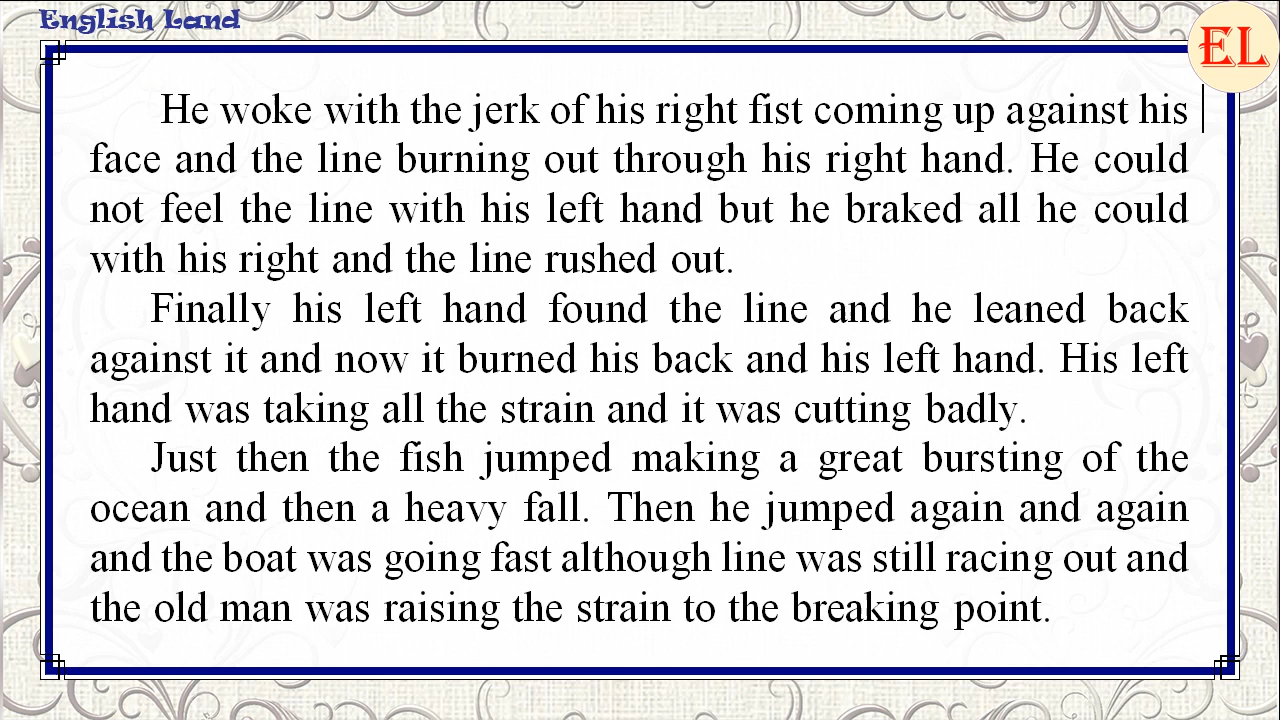 English Land
EL
He woke with the jerk of his right fist coming up against his
face and the line burning out through his right hand. He could
not feel the line with his left hand but he braked all he could
with his right and the line rushed out.
Finally his left hand found the line and he leaned back
against it and now it burned his back and his left hand. His left
hand was taking all the strain and it was cutting badly.
Just then the fish jumped making a great bursting of the
ocean and then a heavy fall. Then he jumped again and again
and the boat was going fast although line was still racing out and
the old man was raising the strain to the breaking point.